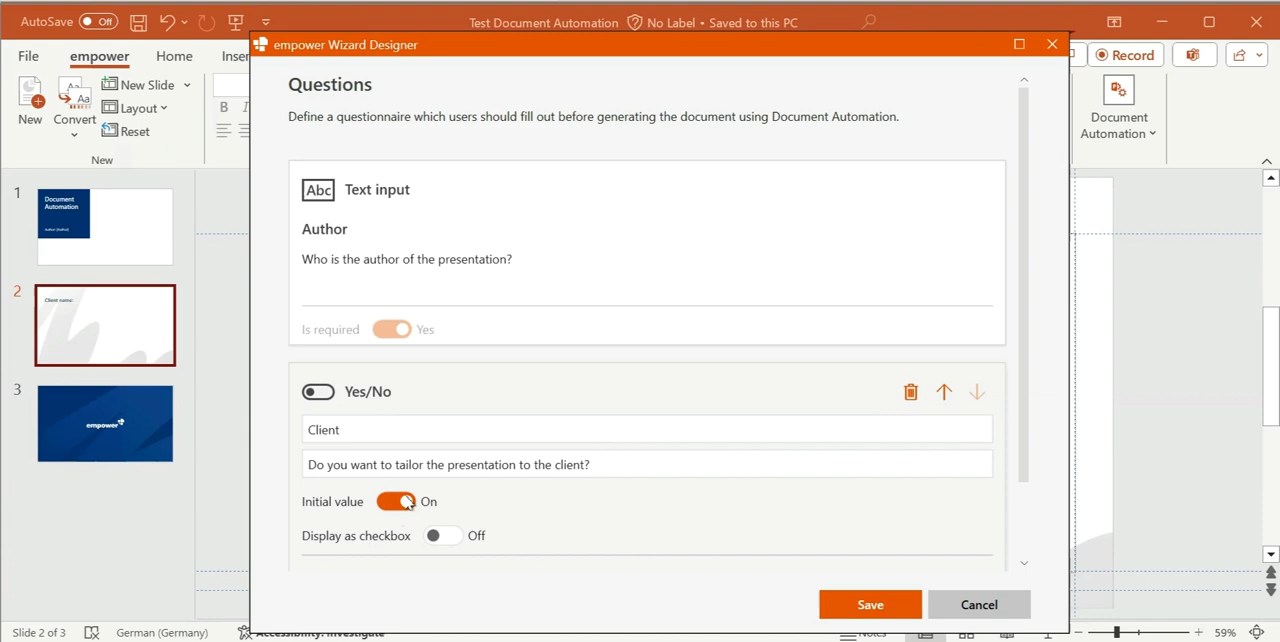 AutoSave Off Test Document Automation No Label • Saved to this PC
empower Wizard Designer
File empower Home Inser
Record
New Slide
Layout
Reset
New Convert
New
B I
Document
Automation
Questions
Define a questionnaire which users should fill out before generating the document using Document Automation.
Abc Text input
Author
Who is the author of the presentation?
Is required Yes
Yes/No
Client
Do you want to tailor the presentation to the client?
Initial value On
Display as checkbox Off
Save Cancel
1
Document
Automation
Author: [Author]
2
Client name:
3
empower
Slide 2 of 3 German (Germany) Accessibility: Investigate Notes 59%